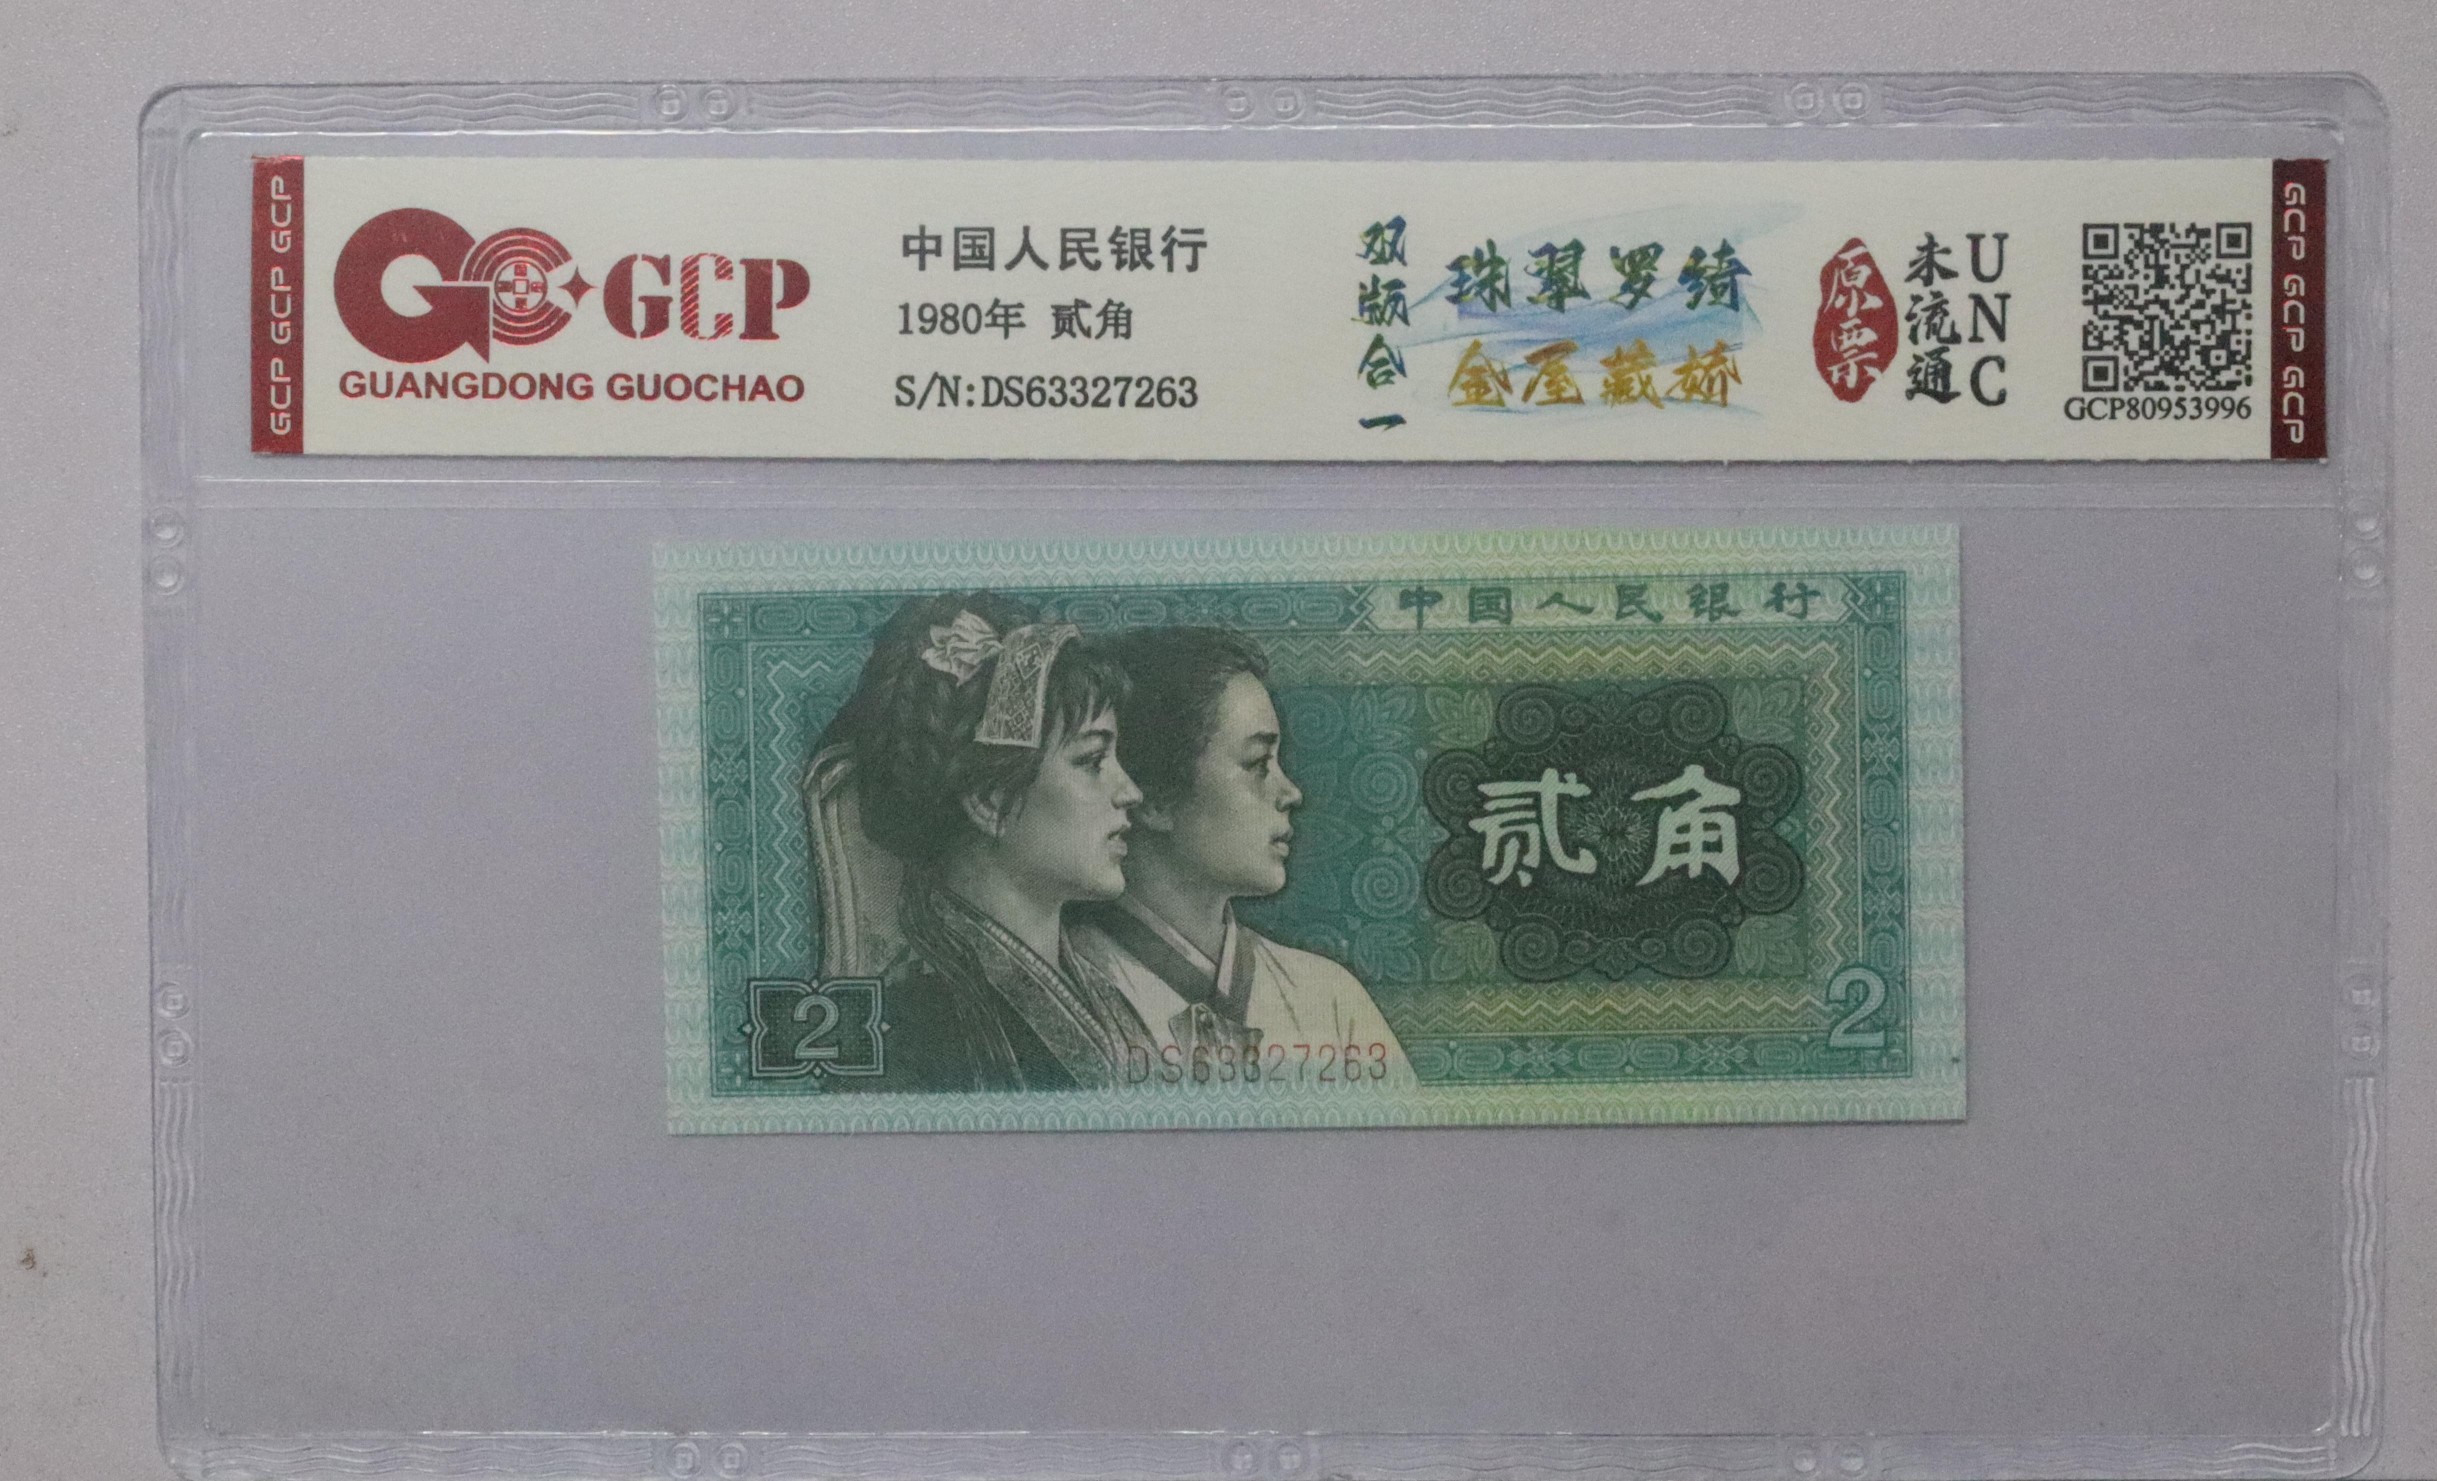 GCP GCP GCP
GCP
GUANGDONG GUOCHAO
中国人民银行
1980年 贰角
S/N:DS63327263
双版合一
珠翠罗绮
金屋藏娇
原票
未流通
UNC
GCP80953996
GCP GCP GCP
中国人民银行
贰角
2
2
DS63327263